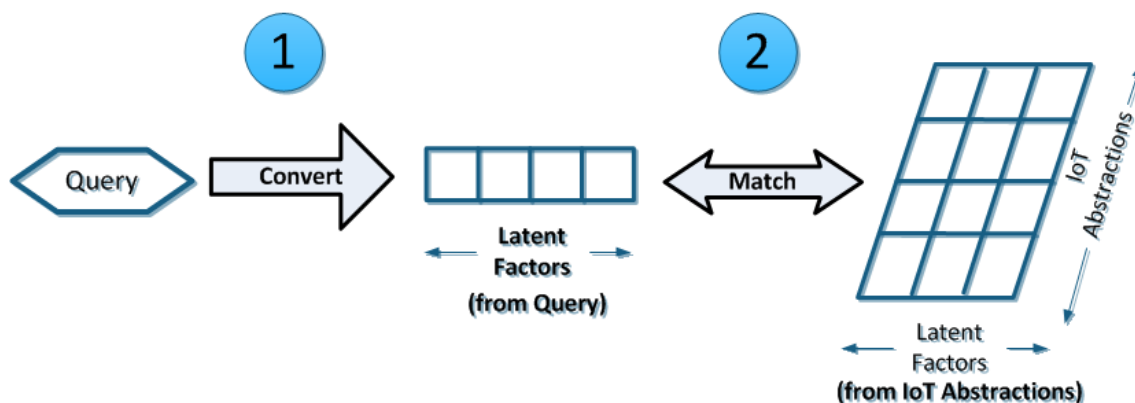 1
2
Query
Convert
Match
Latent
Factors
(from Query)
IoT
Abstractions
Latent
Factors
(from IoT Abstractions)